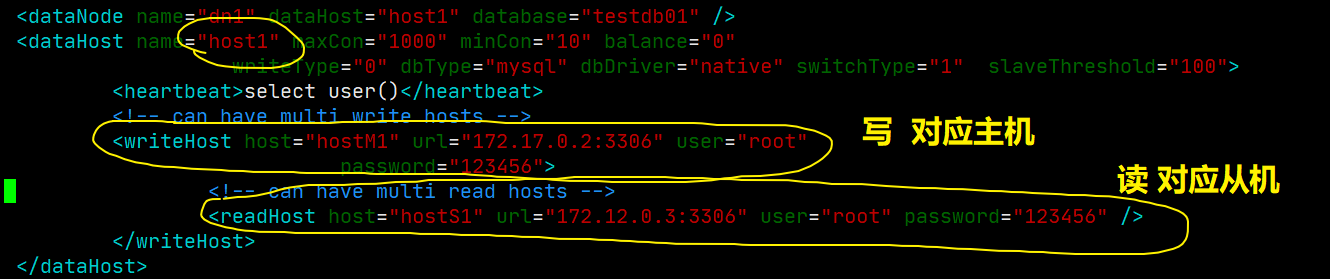 <dataNode name="dn1" dataHost="host1" database="testdb01" />
<dataHost name="host1" maxCon="1000" minCon="10" balance="0"
writeType="0" dbType="mysql" dbDriver="native" switchType="1" slaveThreshold="100">
<heartbeat>select user()</heartbeat>
<!-- can have multi write hosts -->
<writeHost host="hostM1" url="172.17.0.2:3306" user="root"
写 对应主机
password="123456">
<!-- can have multi read hosts -->
读 对应从机
<readHost host="hostS1" url="172.12.0.3:3306" user="root" password="123456" />
</writeHost>
</dataHost>